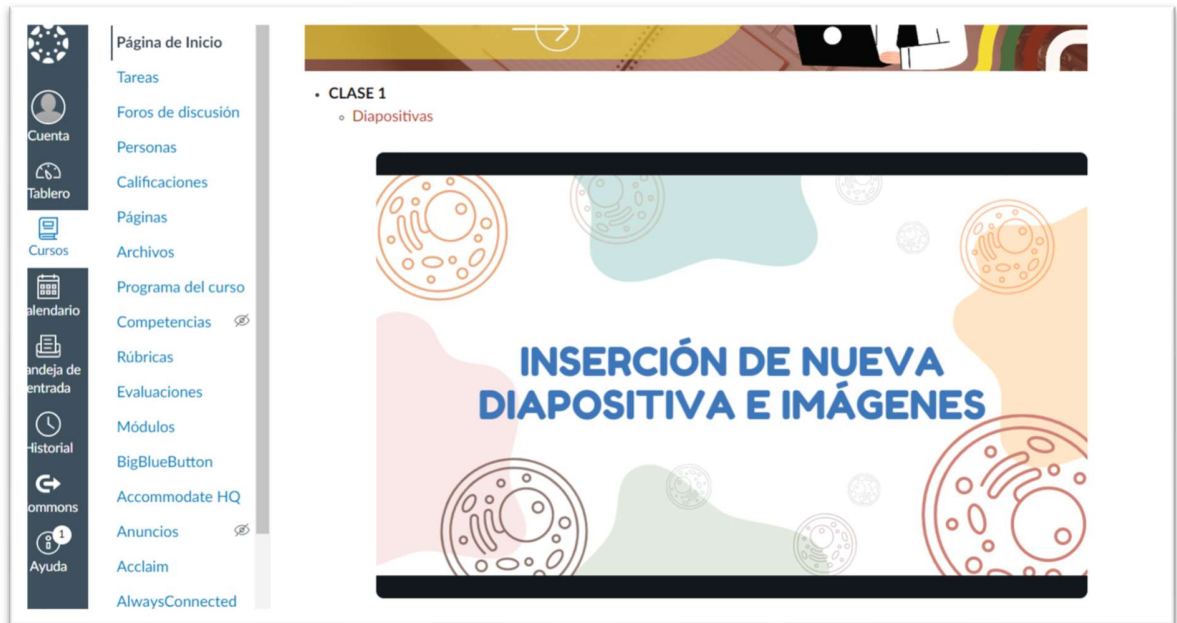 Cuenta
Tablero
Cursos
alendario
andeja de
entrada
Historial
ommons
1
Ayuda
Página de Inicio
Tareas
Foros de discusión
Personas
Calificaciones
Páginas
Archivos
Programa del curso
Competencias
Rúbricas
Evaluaciones
Módulos
BigBlueButton
Accommodate HQ
Anuncios
Acclaim
AlwaysConnected
• CLASE 1
◦ Diapositivas
INSERCIÓN DE NUEVA
DIAPOSITIVA E IMÁGENES